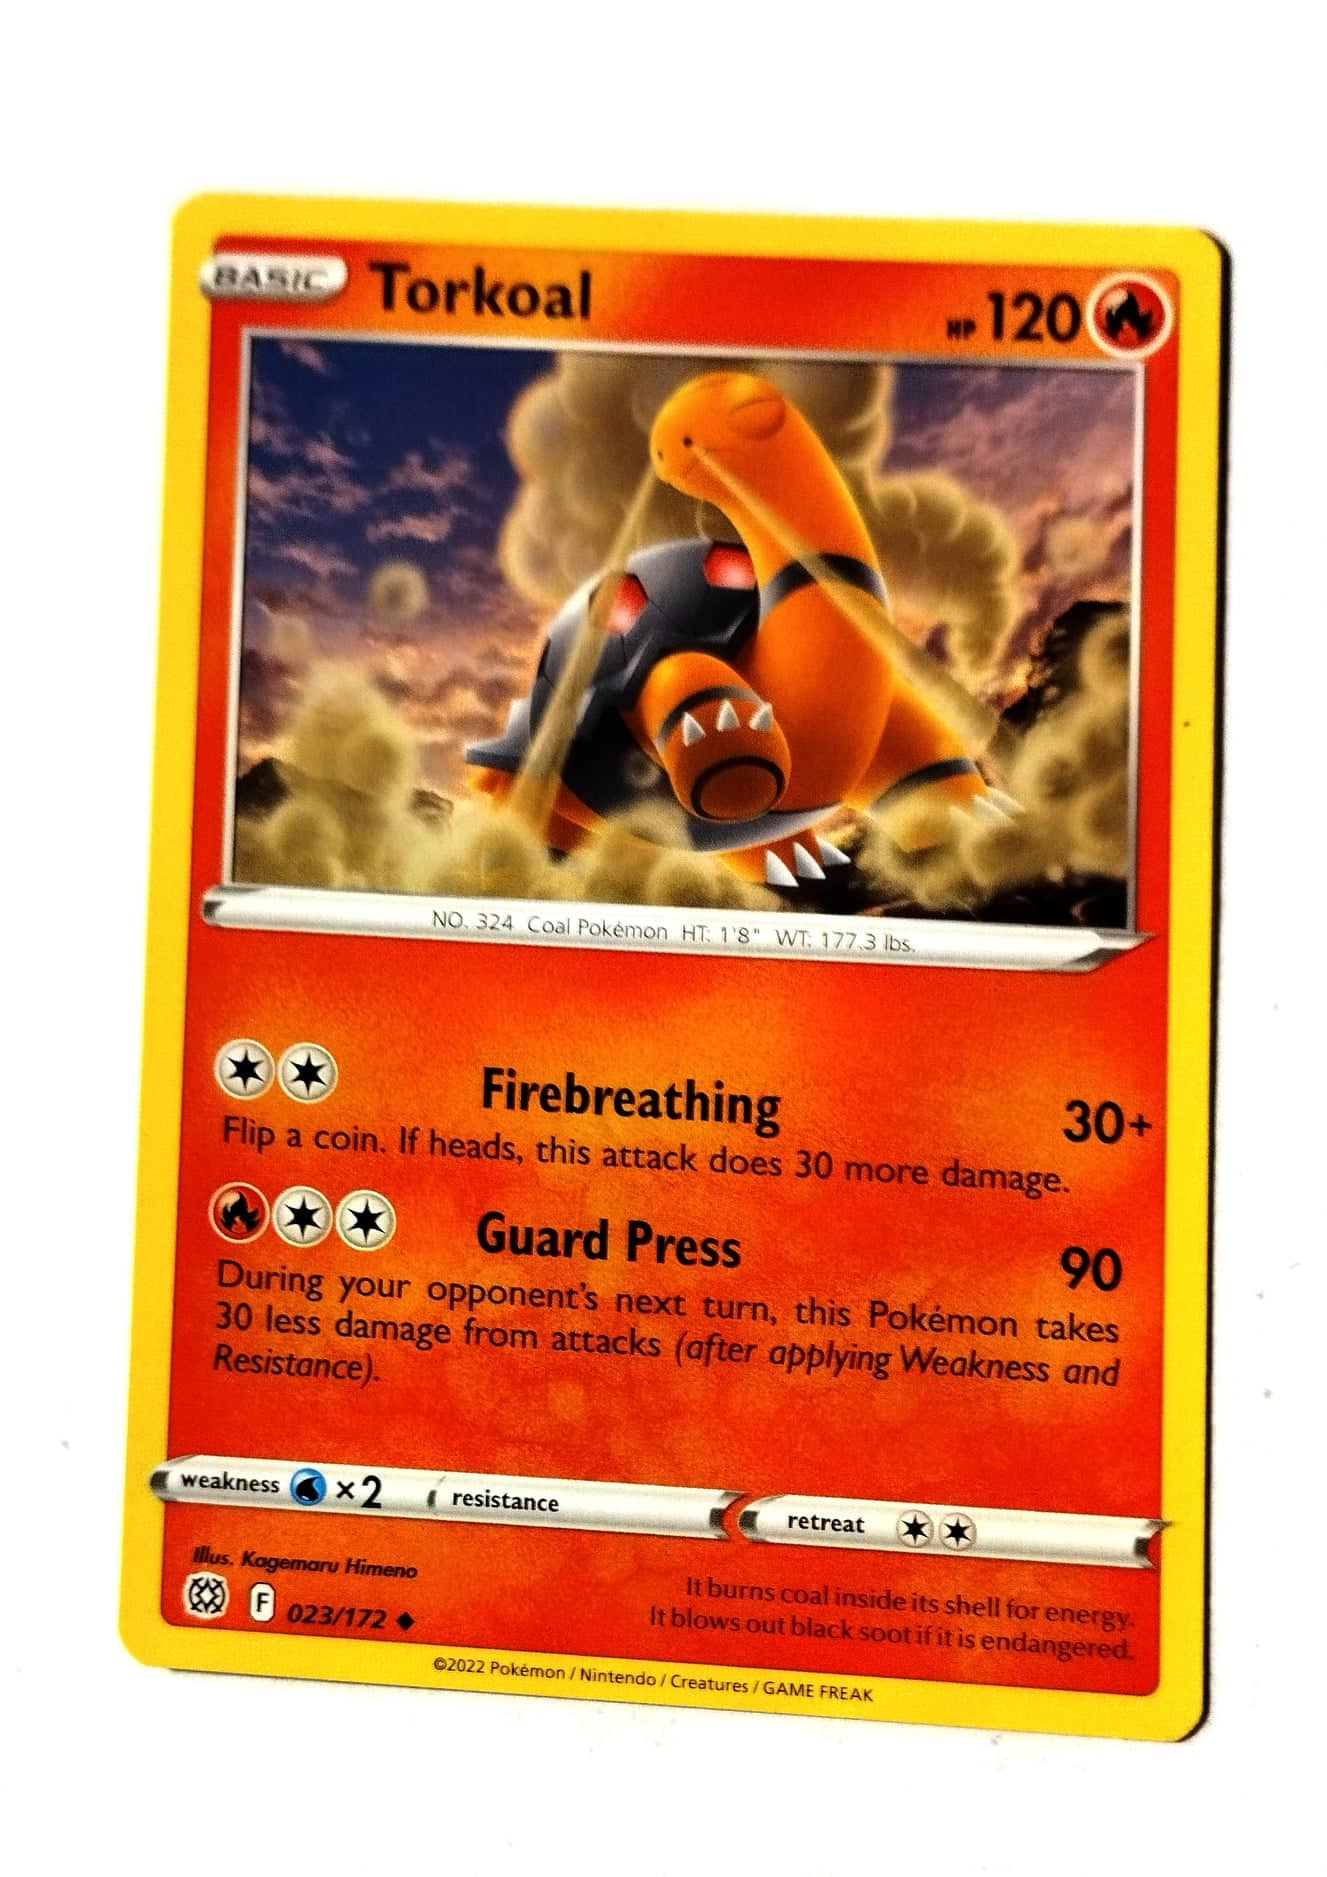 BASIC Torkoal HP 120
NO. 324 Coal Pokémon HT: 1'8" WT: 177.3 lbs.
Firebreathing 30+
Flip a coin. If heads, this attack does 30 more damage.
Guard Press 90
During your opponent's next turn, this Pokémon takes
30 less damage from attacks (after applying Weakness and
Resistance).
weakness ×2 resistance retreat
Illus. Kagemaru Himeno
F 023/172
It burns coal inside its shell for energy.
It blows out black soot if it is endangered.
©2022 Pokémon / Nintendo / Creatures / GAME FREAK